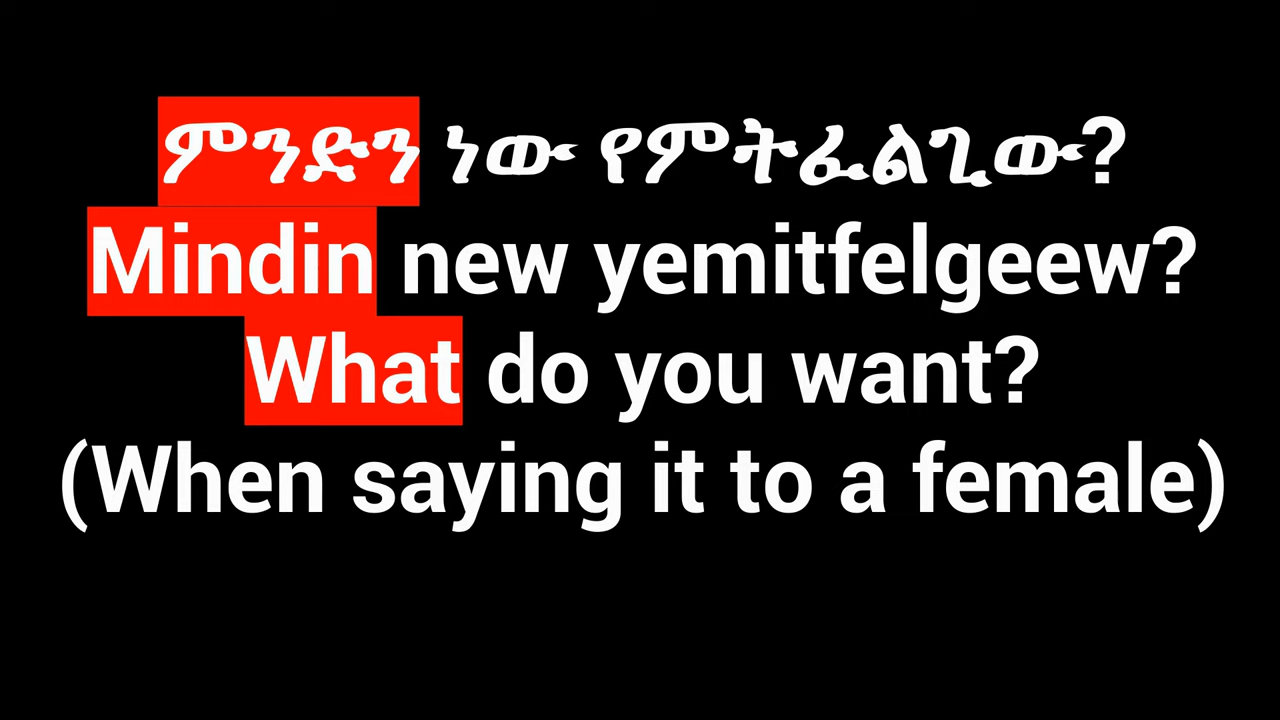 ምንድን ነው የምትፈልጊው?
Mindin new yemitfelgeew?
What do you want?
(When saying it to a female)